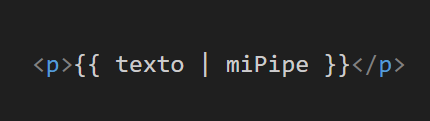 <p>{{ texto | miPipe }}</p>